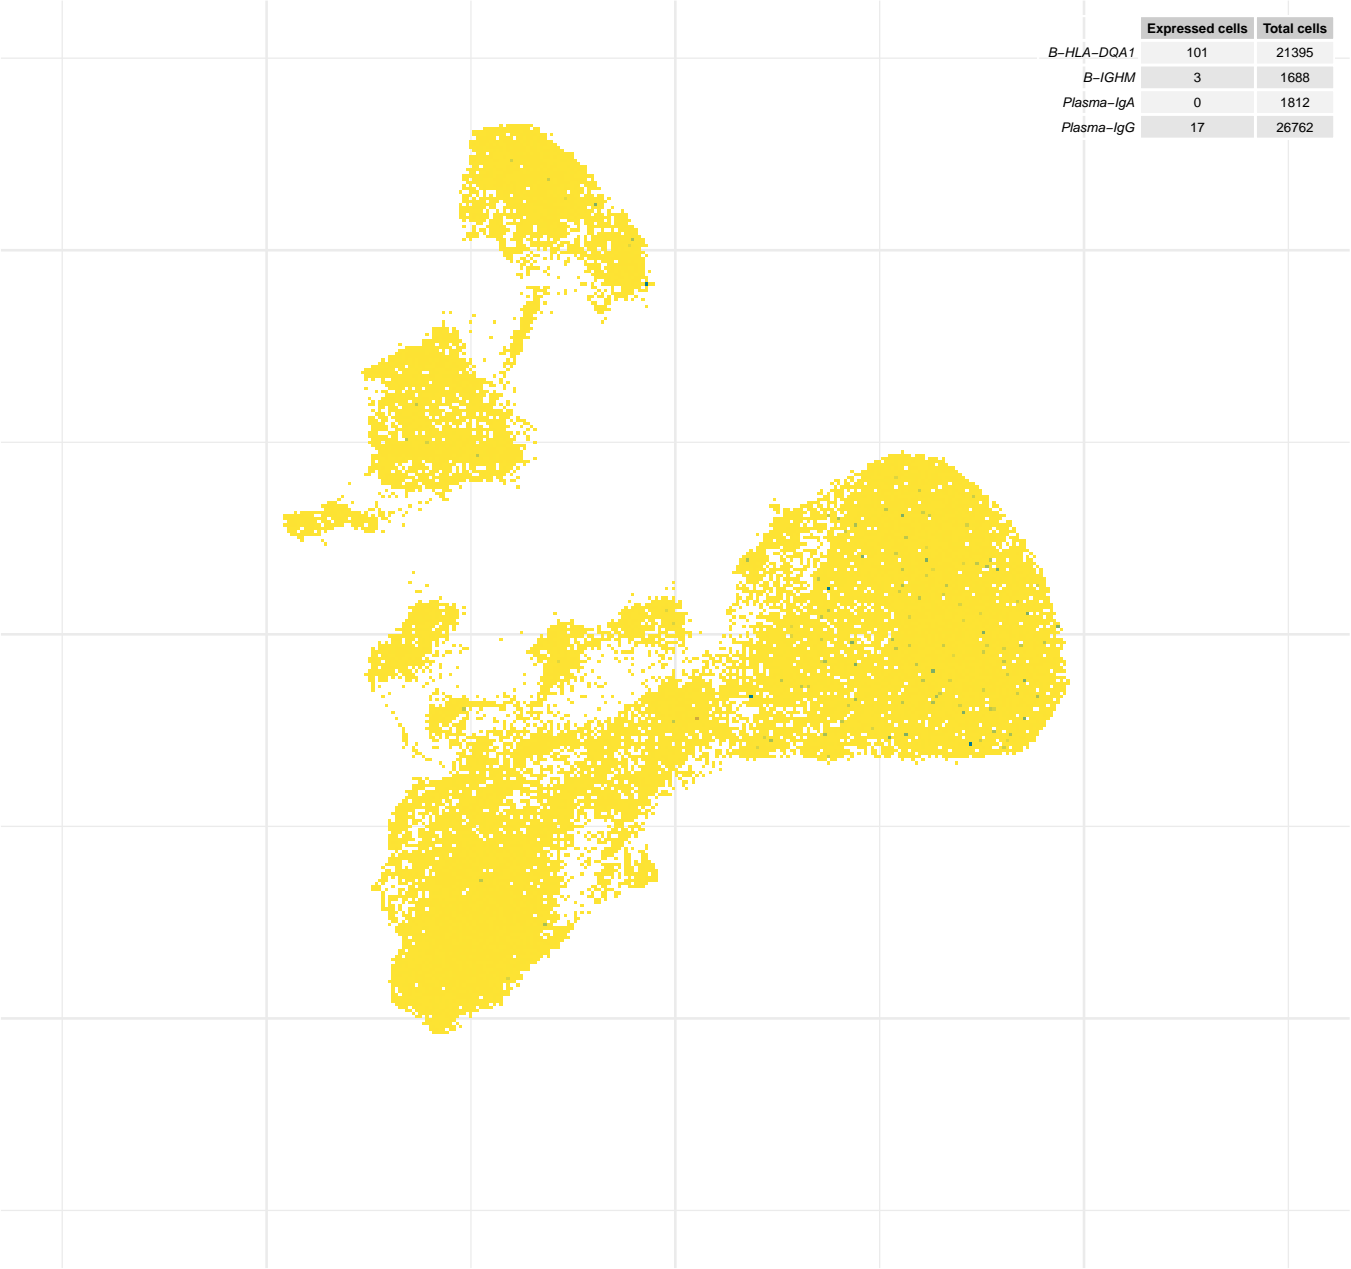 Expressed cells Total cells
B−HLA−DQA1 101 21395
B−IGHM 3 1688
Plasma−IgA 0 1812
Plasma−IgG 17 26762